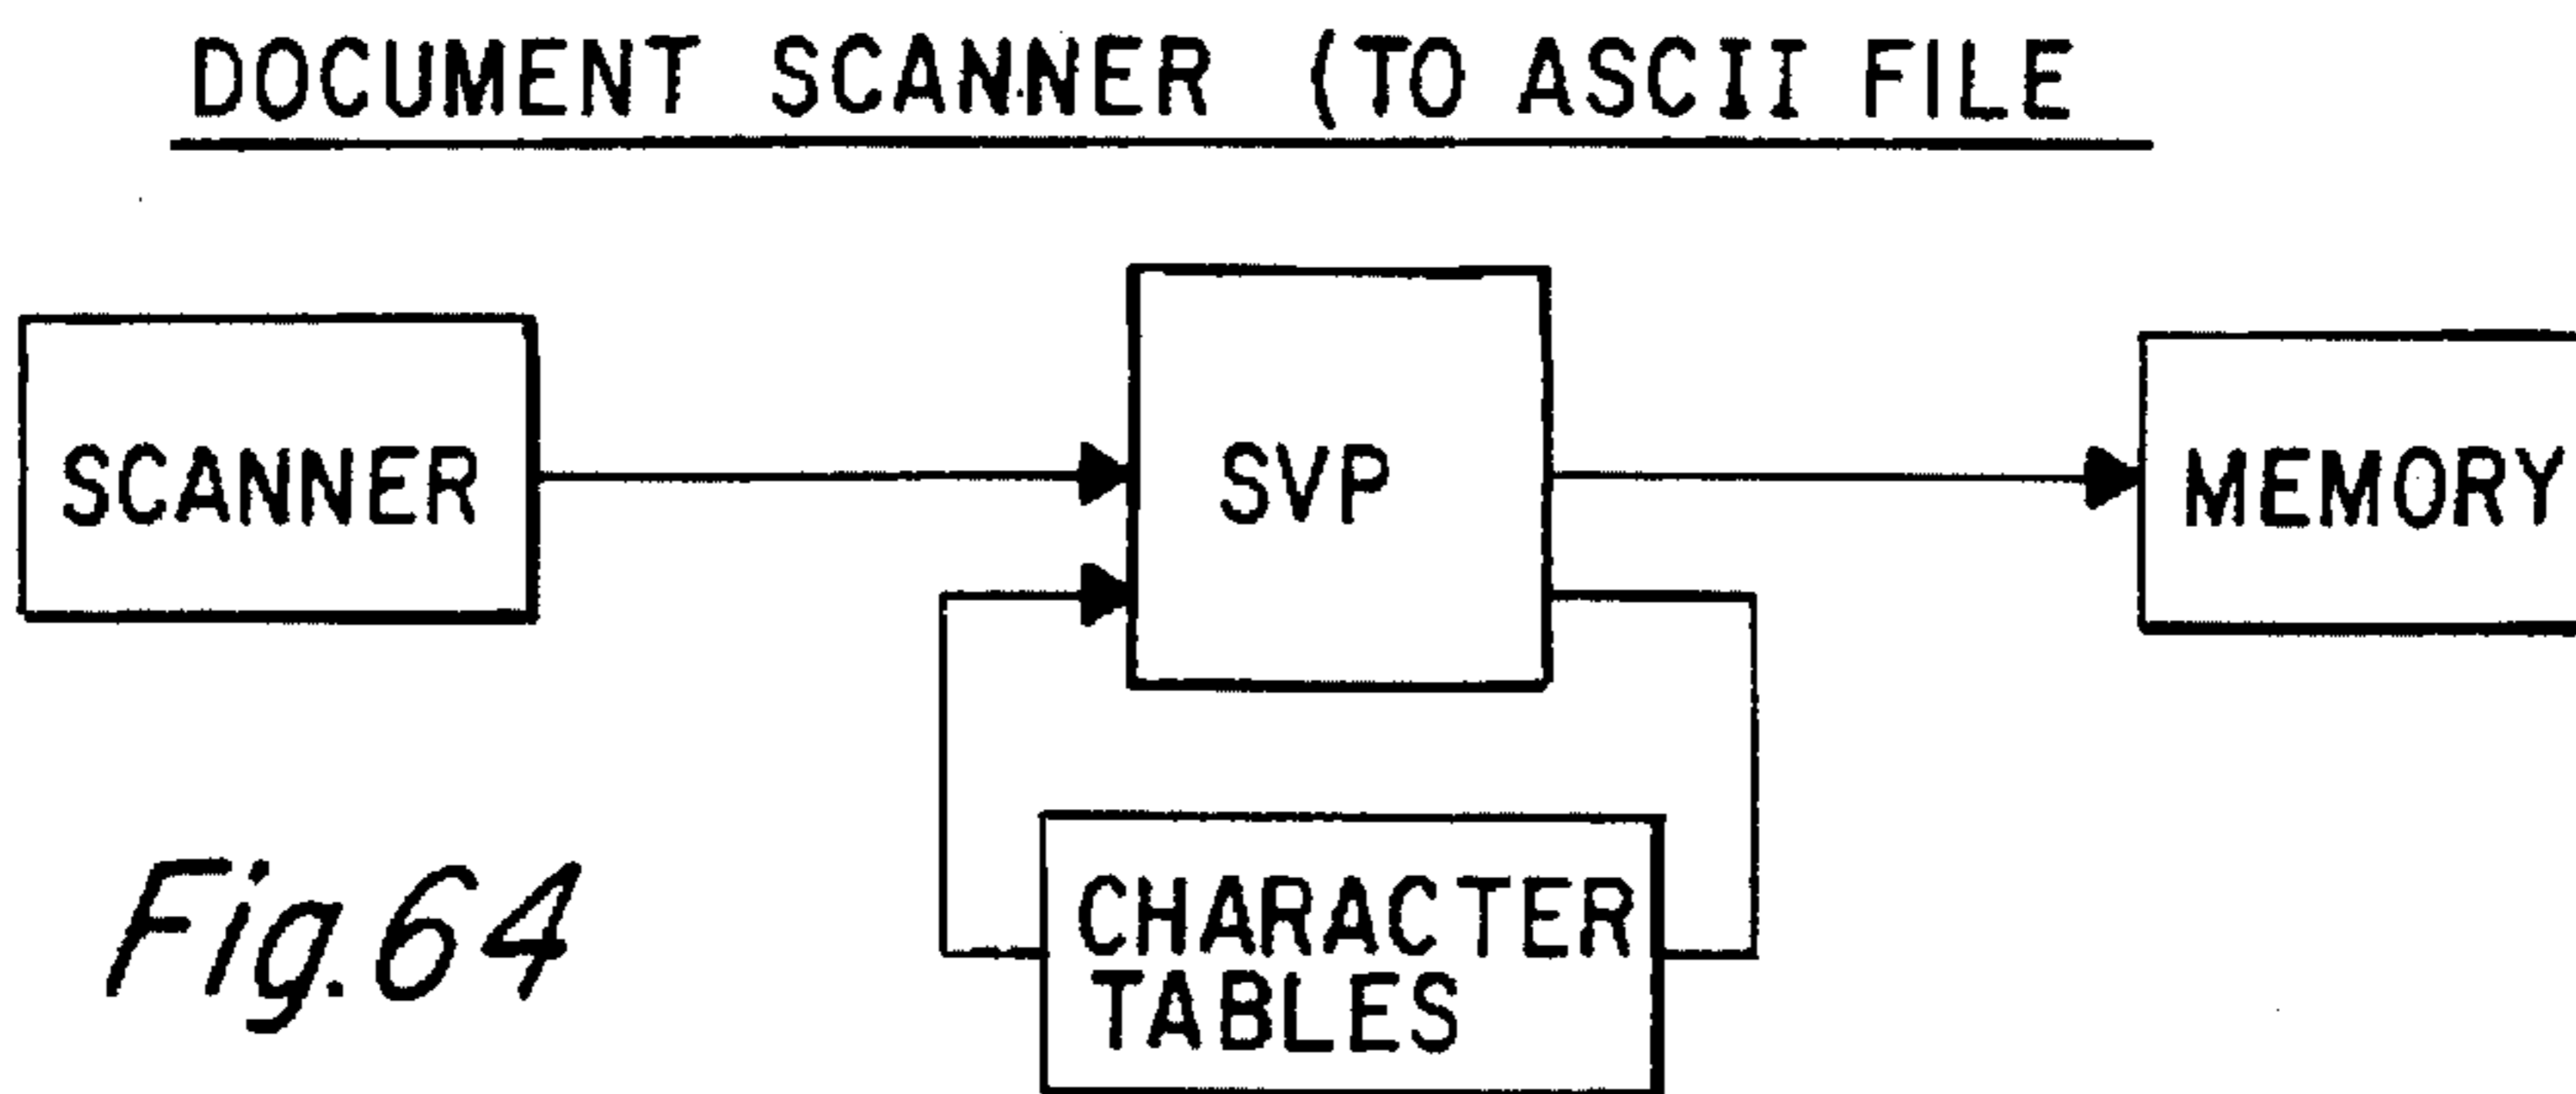 DOCUMENT SCANNER (TO ASCII FILE
SCANNER
SVP
MEMORY
CHARACTER
TABLES
Fig. 64